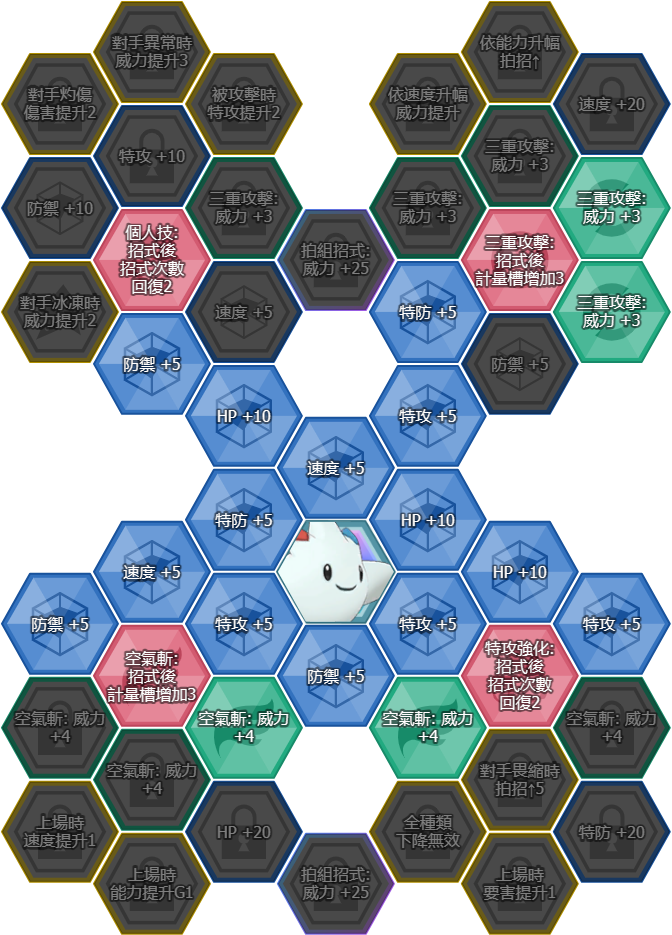 對手異常時
威力提升3
依能力升幅
拍招↑
對手灼傷
傷害提升2
被攻擊時
特攻提升2
依速度升幅
威力提升
速度 +20
特攻 +10
三重攻擊:
威力 +3
防禦 +10
三重攻擊:
威力 +3
三重攻擊:
威力 +3
三重攻擊:
威力 +3
個人技:
招式後
招式次數
回復2
拍組招式:
威力 +25
三重攻擊:
招式後
計量槽增加3
對手冰凍時
威力提升2
速度 +5
特防 +5
三重攻擊:
威力 +3
防禦 +5
防禦 +5
HP +10
特攻 +5
速度 +5
特防 +5
HP +10
速度 +5
HP +10
防禦 +5
特攻 +5
特攻 +5
特攻 +5
空氣斬:
招式後
計量槽增加3
防禦 +5
特攻強化:
招式後
招式次數
回復2
空氣斬: 威力
+4
空氣斬: 威力
+4
空氣斬: 威力
+4
空氣斬: 威力
+4
空氣斬: 威力
+4
對手畏縮時
拍招↑5
上場時
速度提升1
HP +20
全種類
下降無效
特防 +20
上場時
能力提升G1
拍組招式:
威力 +25
上場時
要害提升1